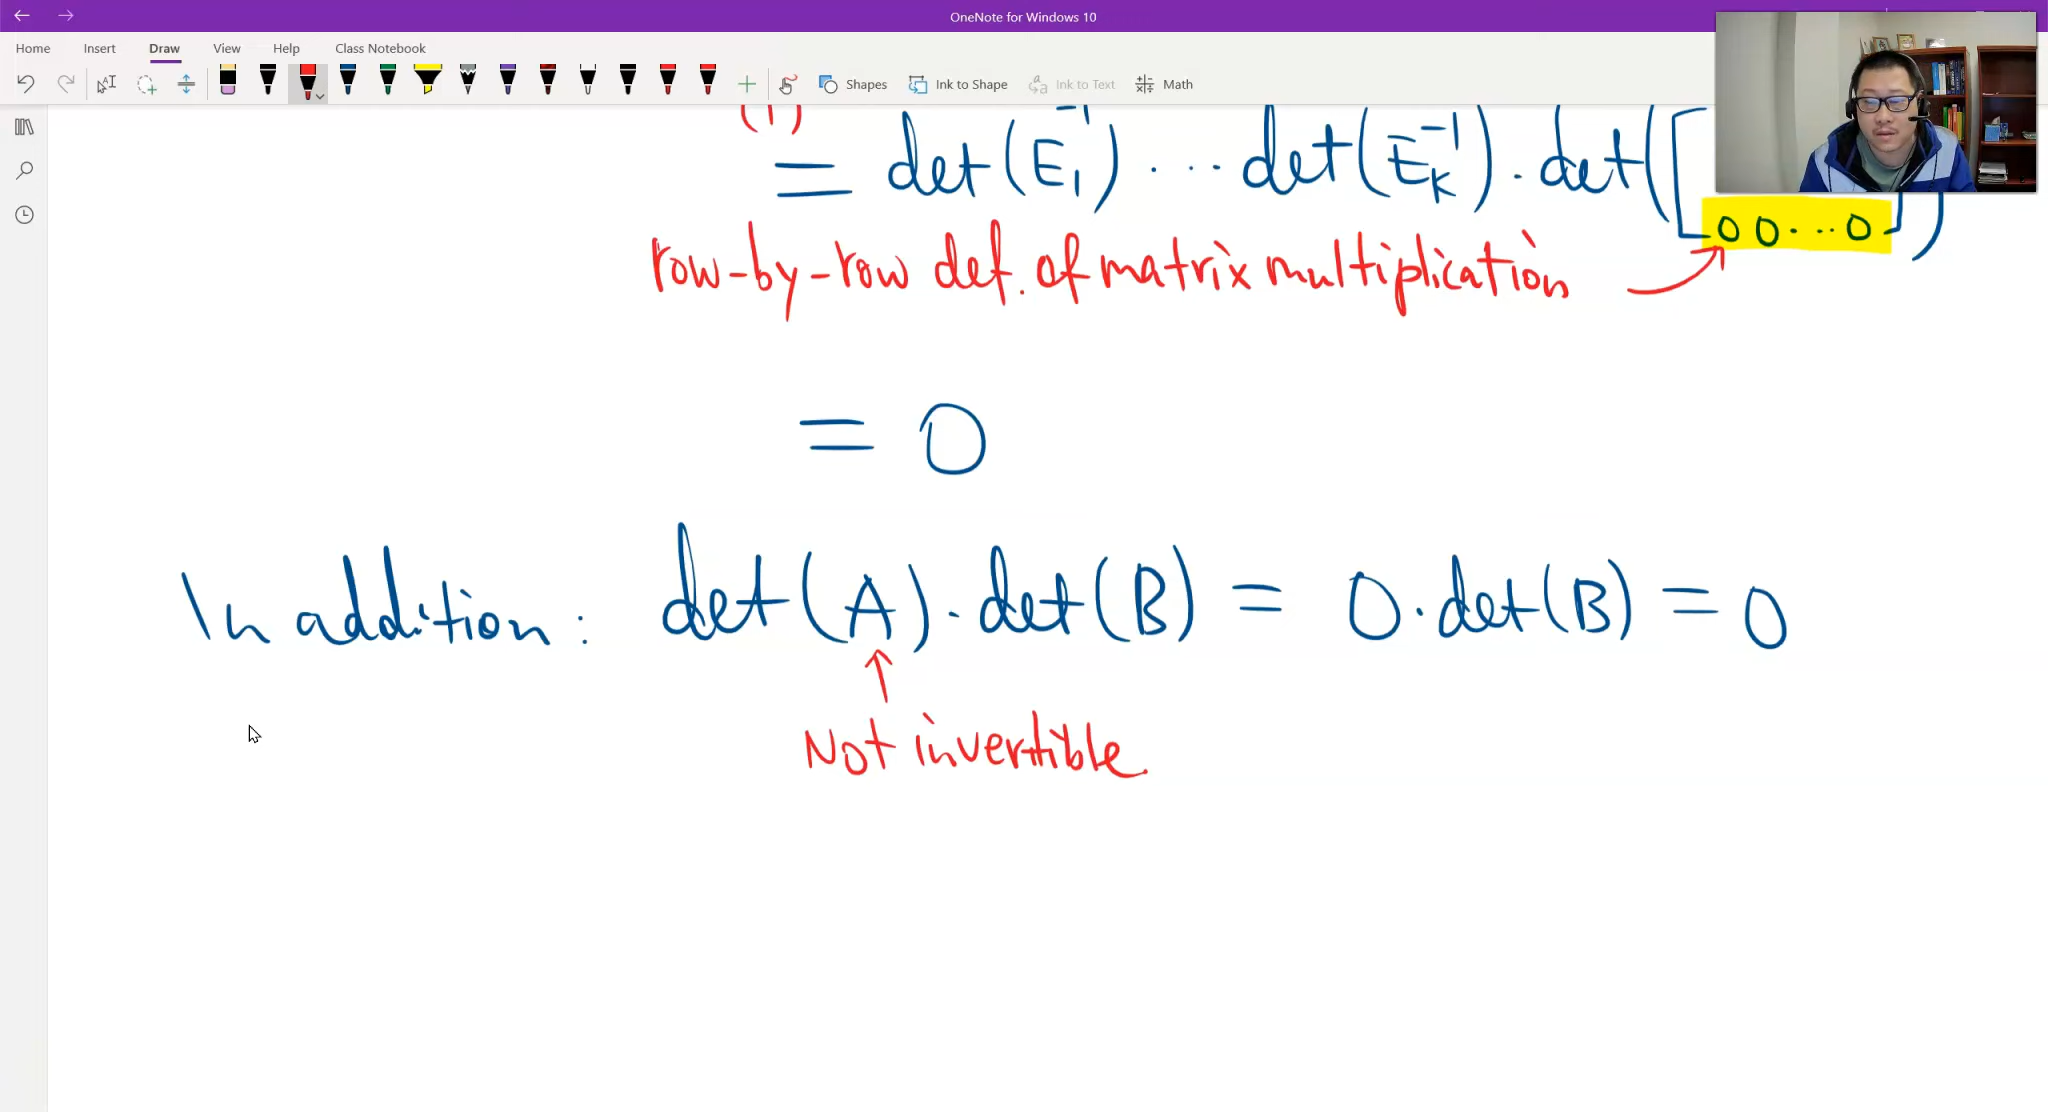 OneNote for Windows 10
Home Insert Draw View Help Class Notebook
Shapes Ink to Shape Ink to Text Math
(1)
= det(E₁⁻¹) ... det(Eₖ⁻¹) . det([
0 0 ... 0 ])
row-by-row def. of matrix multiplication
= 0
In addition: det(A) . det(B) = 0 . det(B) = 0
Not invertible